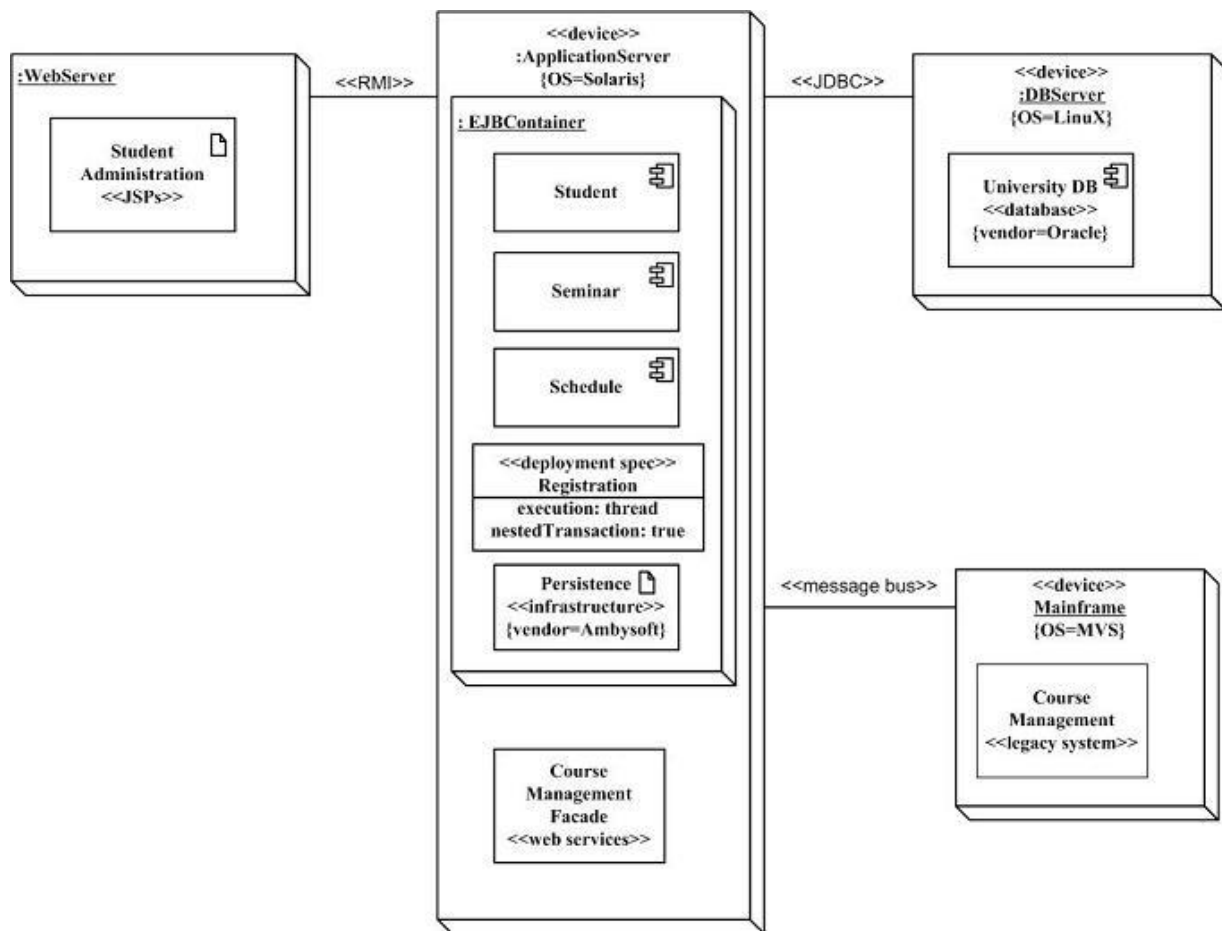 :WebServer
Student
Administration
<<JSPs>>
<<RMI>>
<<device>>
:ApplicationServer
{OS=Solaris}
: EJBContainer
Student
Seminar
Schedule
<<deployment spec>>
Registration
execution: thread
nestedTransaction: true
Persistence
<<infrastructure>>
{vendor=Ambysoft}
Course
Management
Facade
<<web services>>
<<JDBC>>
<<device>>
:DBServer
{OS=LinuX}
University DB
<<database>>
{vendor=Oracle}
<<message bus>>
<<device>>
Mainframe
{OS=MVS}
Course
Management
<<legacy system>>